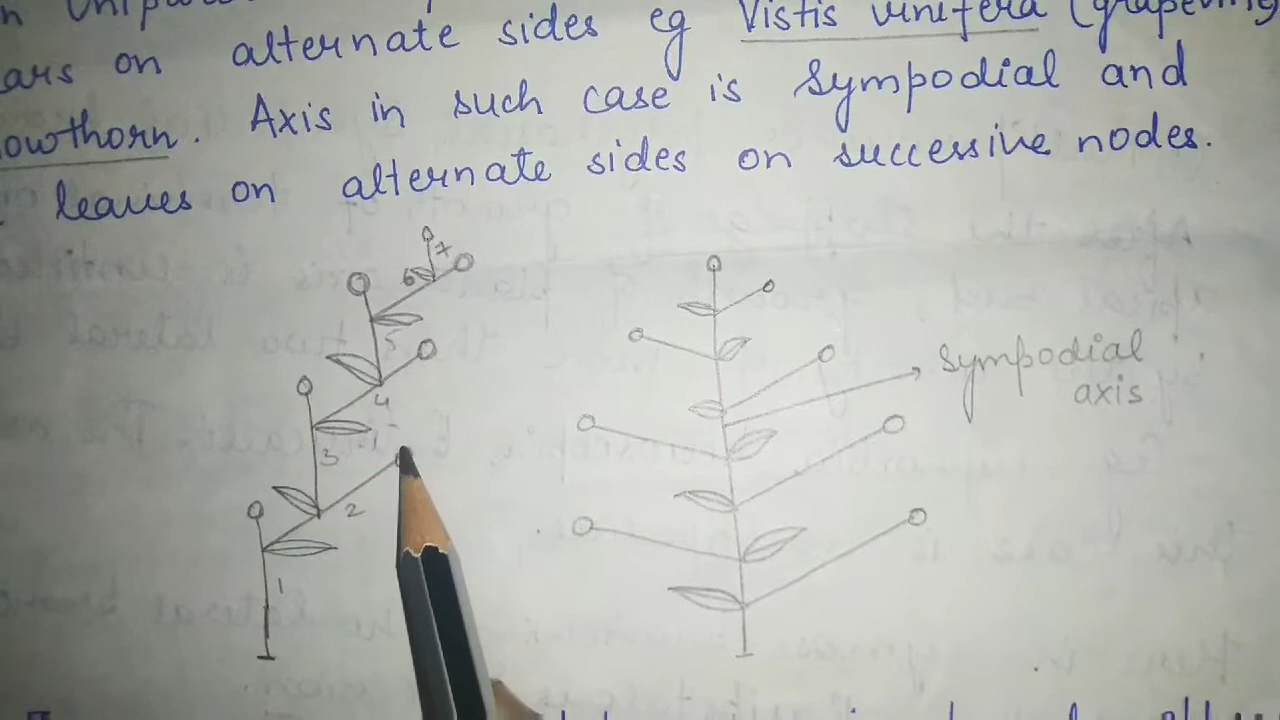 on alternate sides eg Vistis vinifera (grapevine)
owthorn. Axis in such case is sympodial and
leaves on alternate sides on successive nodes.
7
6
5
4
3
2
1
Sympodial
axis